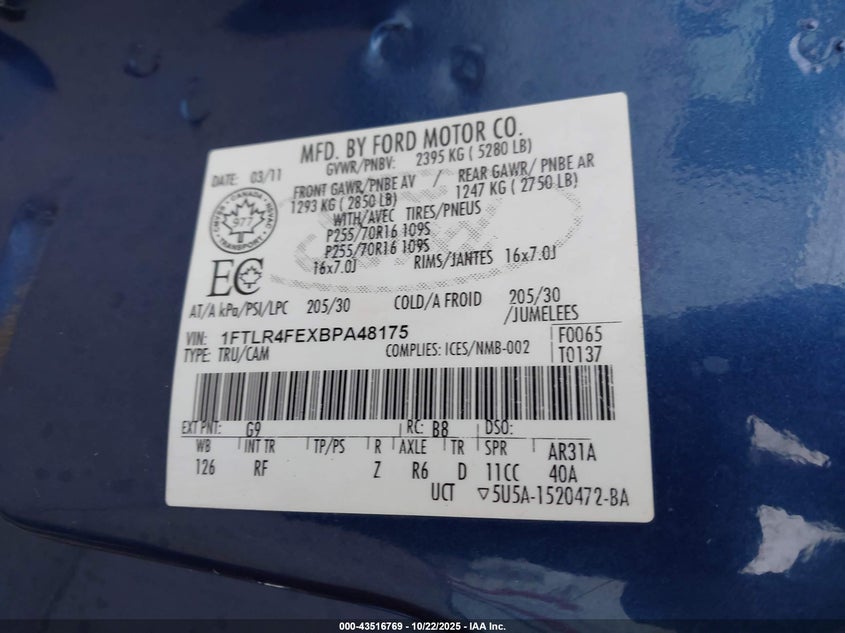 MFD. BY FORD MOTOR CO.
DATE: 03/11 GVWR/PNBV: 2395 KG ( 5280 LB)
FRONT GAWR/PNBE AV / REAR GAWR/ PNBE AR
1293 KG ( 2850 LB) 1247 KG ( 2750 LB)
WITH/AVEC TIRES/PNEUS
P255/70R16 109S
P255/70R16 109S
16x7.0J RIMS/JANTES 16x7.0J
CANADA
977
TRANSPORT
EC
AT/A kPa/PSI/LPC 205/30 COLD/A FROID 205/30
/JUMELEES
VIN: 1FTLR4FEXBPA48175 F0065
TYPE: TRU/CAM COMPLIES: ICES/NMB-002 T0137
EXT PNT: G9 RC: B8 DSO:
WB INT TR TP/PS R AXLE TR SPR AR31A
126 RF Z R6 D 11CC 40A
UCT ▽5U5A-1520472-BA
000-43516769 - 10/22/2025 - IAA Inc.